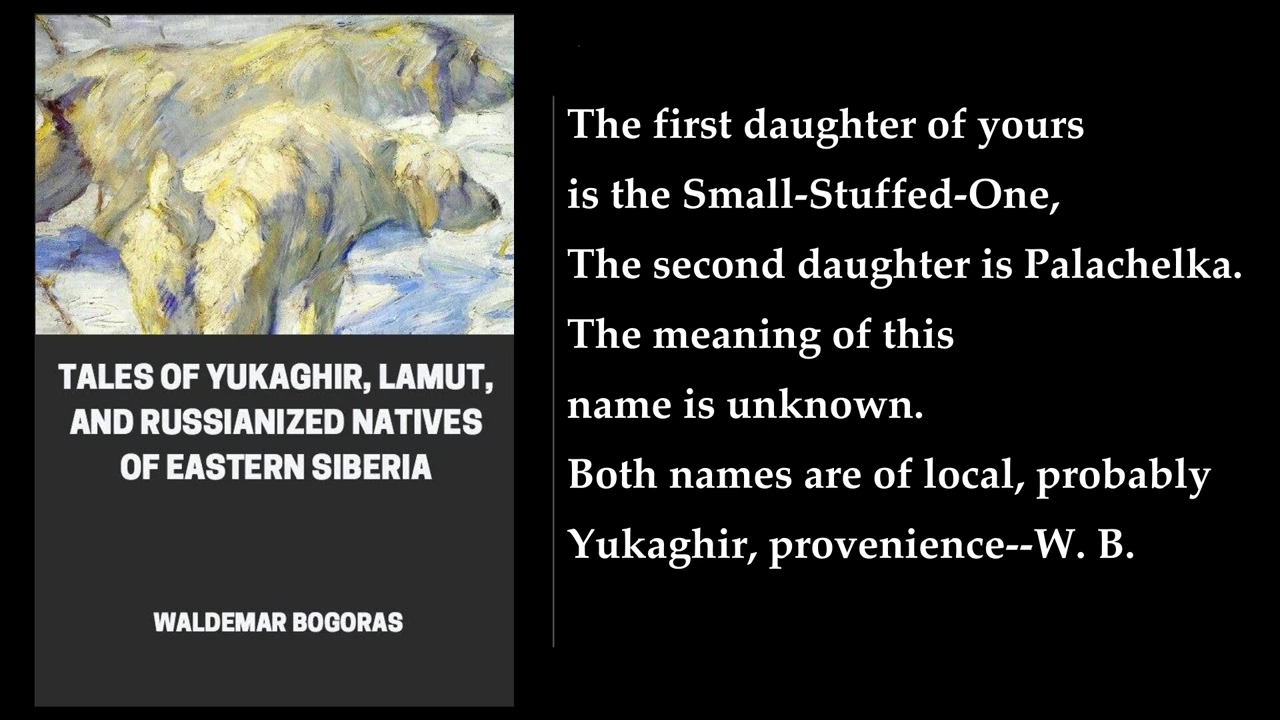 TALES OF YUKAGHIR, LAMUT,
AND RUSSIANIZED NATIVES
OF EASTERN SIBERIA
WALDEMAR BOGORAS
The first daughter of yours
is the Small-Stuffed-One,
The second daughter is Palachelka.
The meaning of this
name is unknown.
Both names are of local, probably
Yukaghir, provenience--W. B.